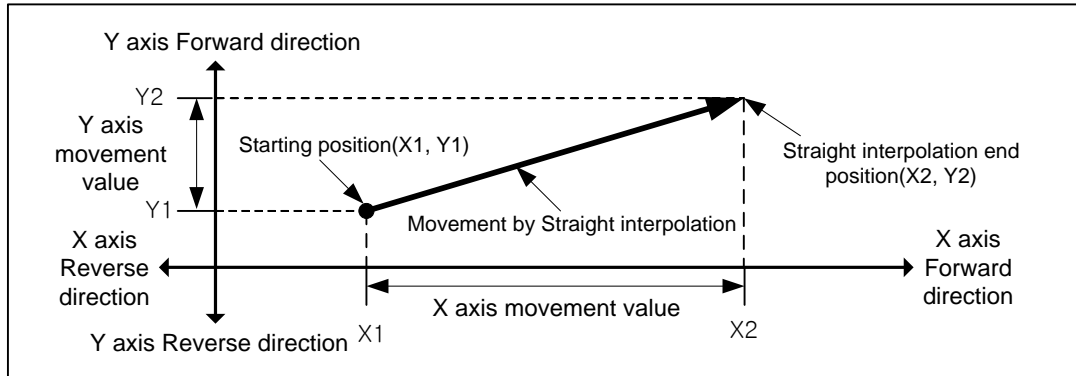 Y axis Forward direction
Y2
Y axis
movement
value
Starting position(X1, Y1)
Straight interpolation end
position(X2, Y2)
Y1
Movement by Straight interpolation
X axis
Reverse
direction
X axis
Forward
direction
X axis movement value
X1
X2
Y axis Reverse direction